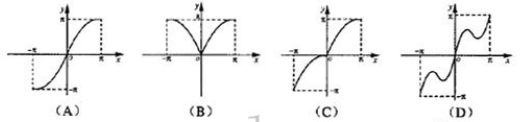 y y y y
π π π π
-π 0 π x -π 0 π x -π 0 π x -π 0 π x
-π -π -π
(A) (B) (C) (D)